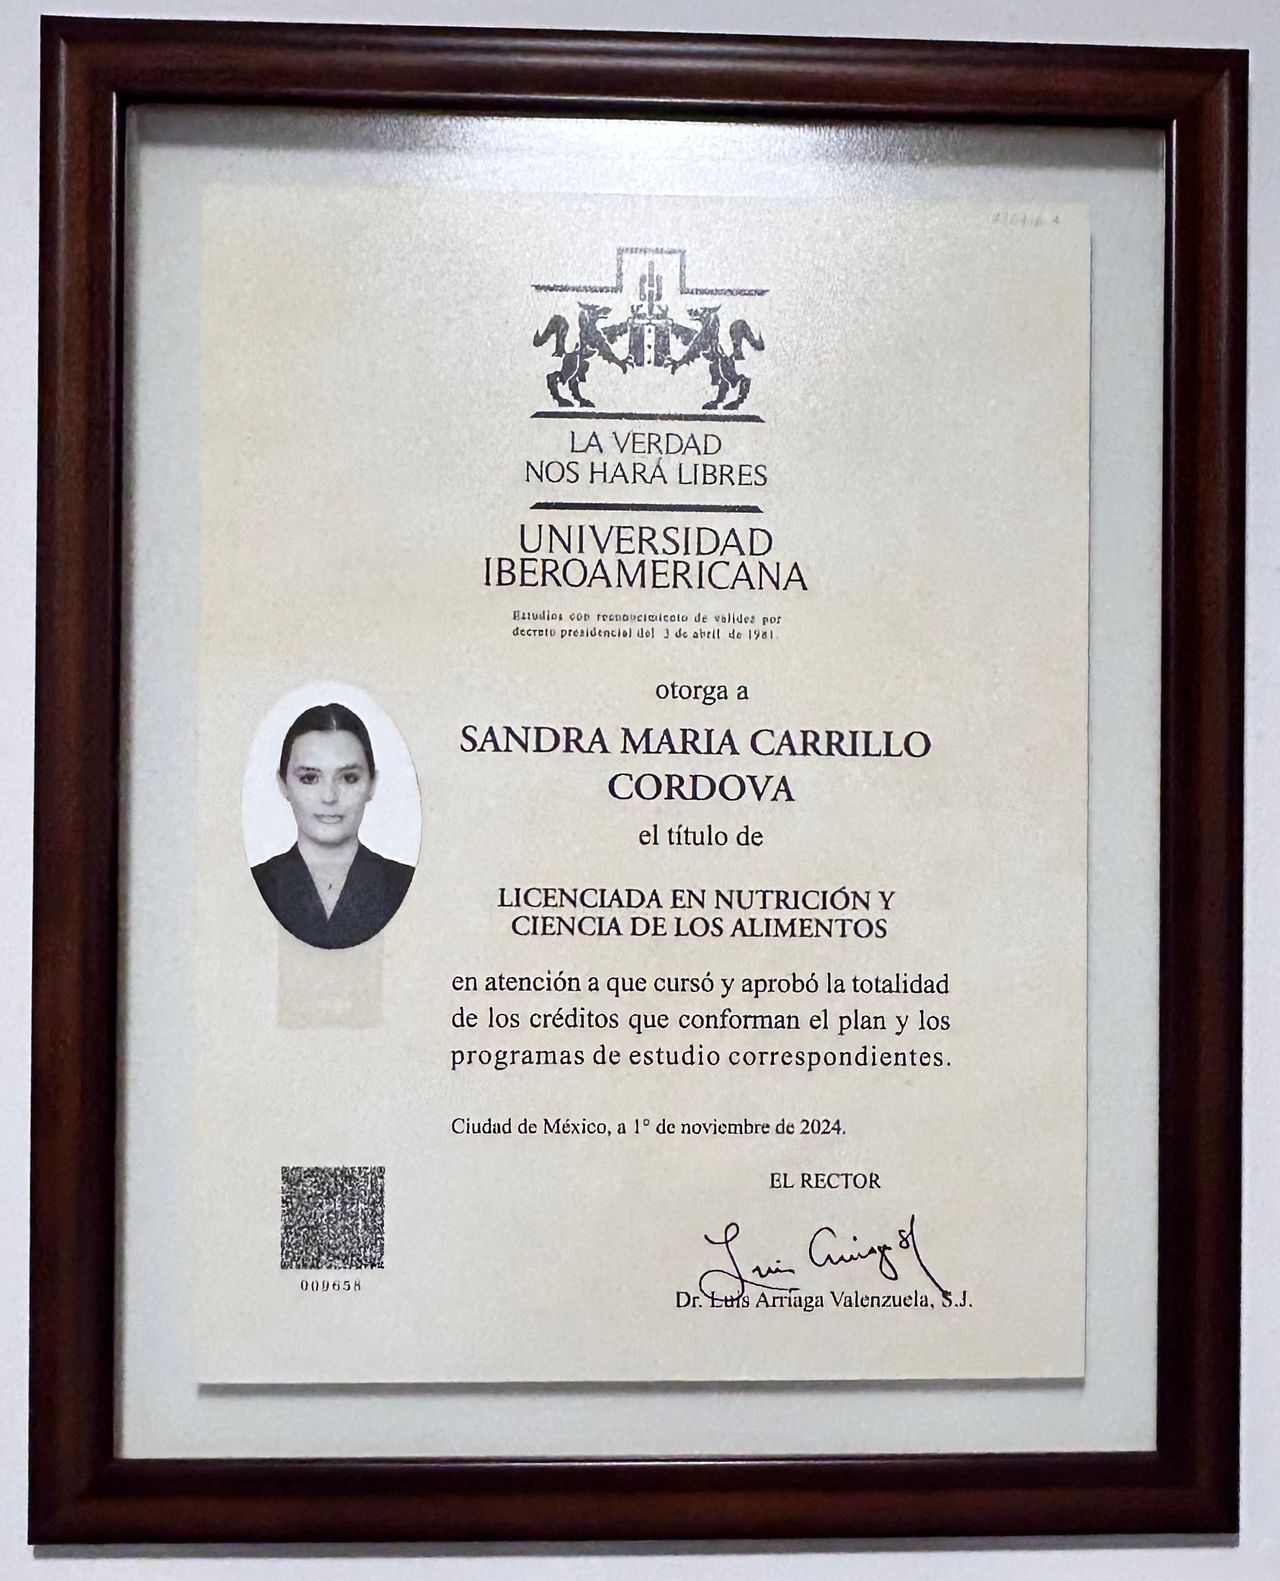 LA VERDAD
NOS HARÁ LIBRES
UNIVERSIDAD
IBEROAMERICANA
Estudios con reconocimiento de validez por
decreto presidencial del 3 de abril de 1981.
otorga a
SANDRA MARIA CARRILLO
CORDOVA
el título de
LICENCIADA EN NUTRICIÓN Y
CIENCIA DE LOS ALIMENTOS
en atención a que cursó y aprobó la totalidad
de los créditos que conforman el plan y los
programas de estudio correspondientes.
Ciudad de México, a 1° de noviembre de 2024.
EL RECTOR
Luis Arriaga
Dr. Luis Arriaga Valenzuela, S.J.
009658